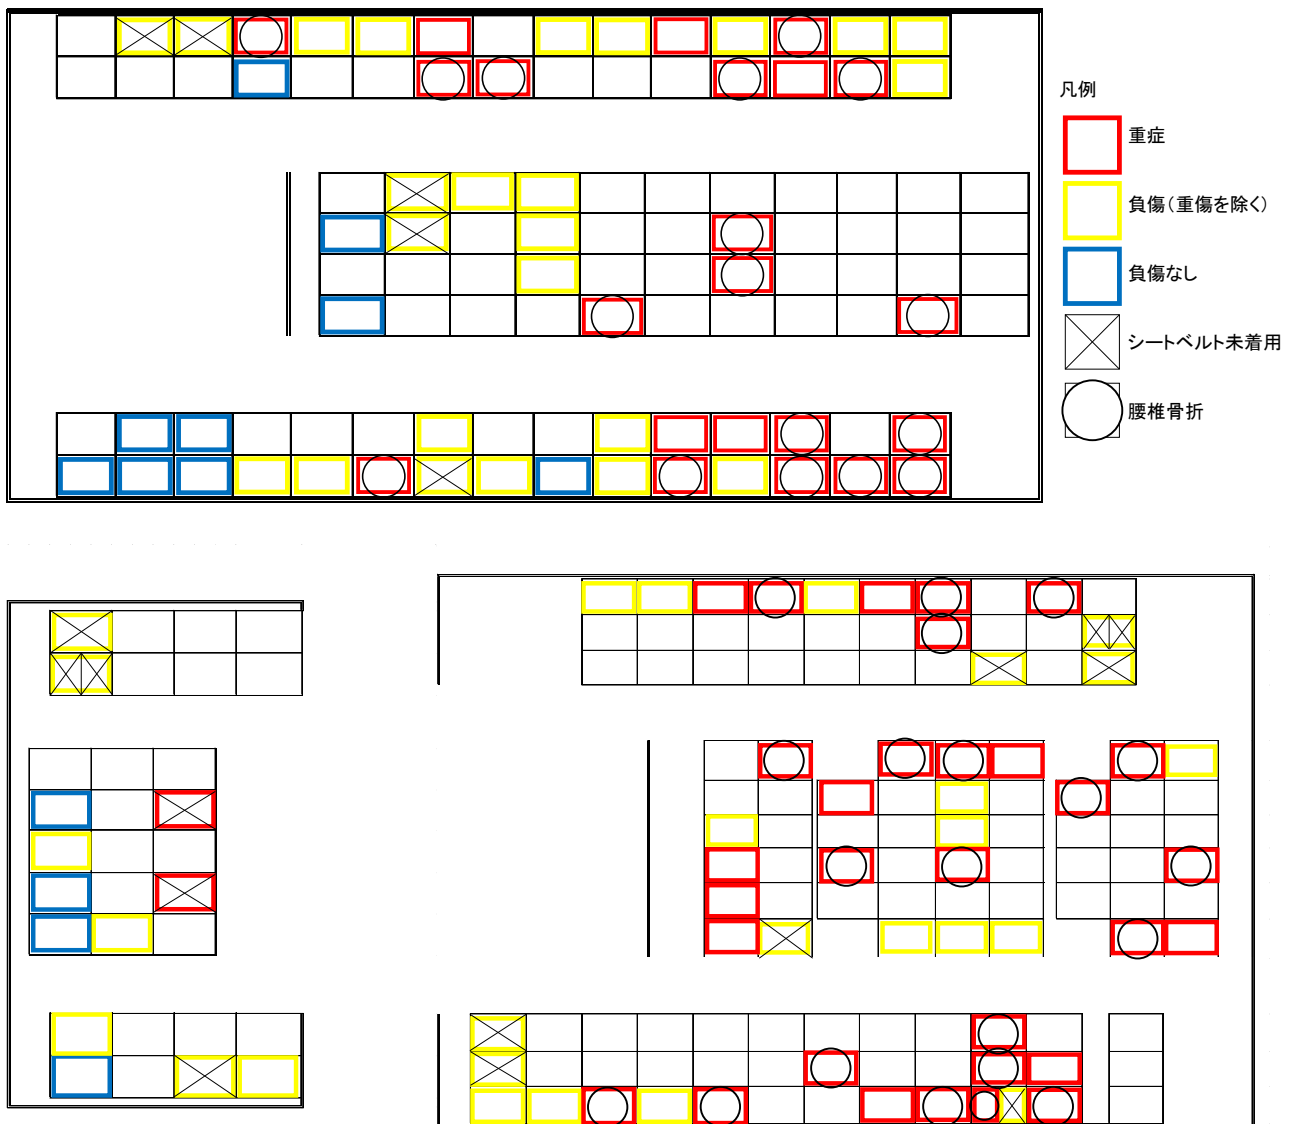 凡例
重症
負傷（重傷を除く）
負傷なし
シートベルト未着用
腰椎骨折